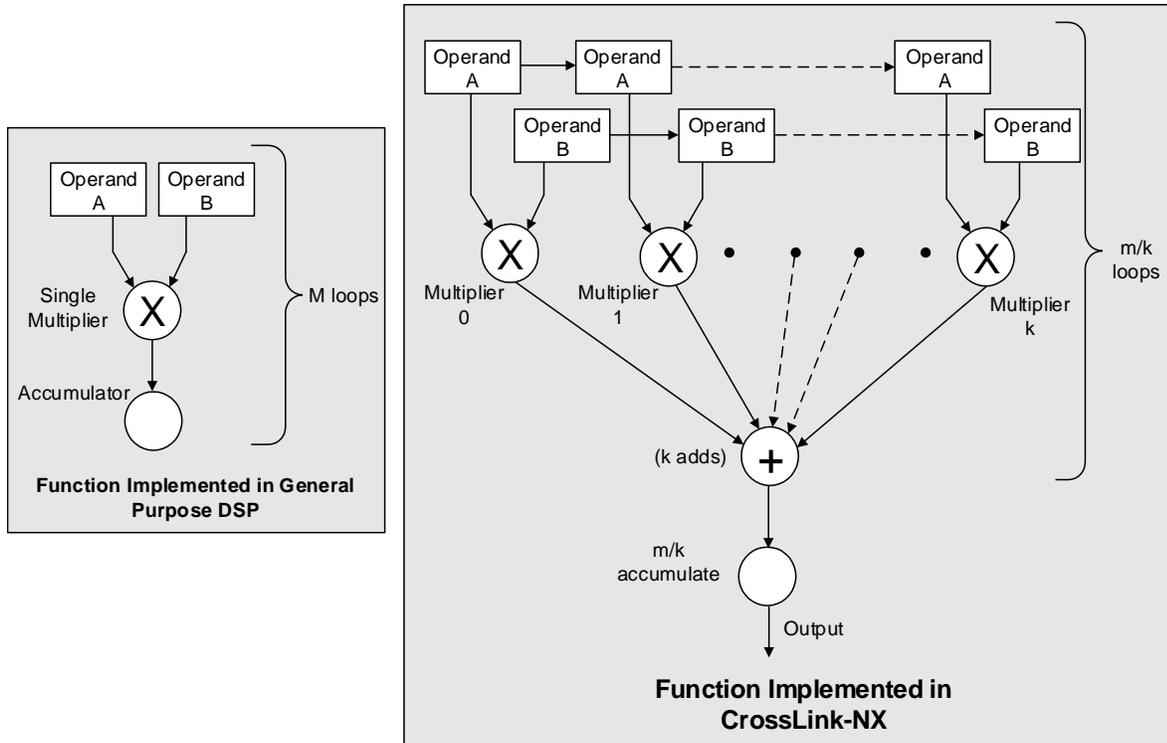 Operand
A
Operand
B
Single
Multiplier
X
M loops
Accumulator
Function Implemented in General
Purpose DSP
Operand
A
Operand
A
Operand
A
Operand
B
Operand
B
Operand
B
X
X
X
Multiplier
0
Multiplier
1
Multiplier
k
m/k
loops
(k adds)
+
m/k
accumulate
Output
Function Implemented in
CrossLink-NX